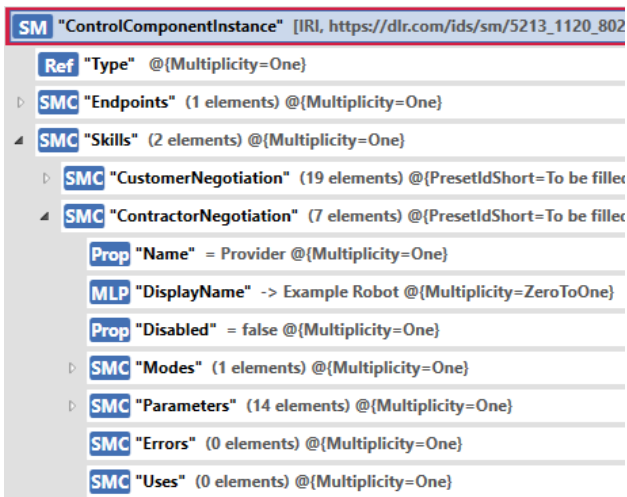 SM "ControlComponentInstance" [IRI, https://dlr.com/ids/sm/5213_1120_802
Ref "Type" @{Multiplicity=One}
SMC "Endpoints" (1 elements) @{Multiplicity=One}
SMC "Skills" (2 elements) @{Multiplicity=One}
SMC "CustomerNegotiation" (19 elements) @{PresetIdShort=To be filled
SMC "ContractorNegotiation" (7 elements) @{PresetIdShort=To be filled
Prop "Name" = Provider @{Multiplicity=One}
MLP "DisplayName" -> Example Robot @{Multiplicity=ZeroToOne}
Prop "Disabled" = false @{Multiplicity=One}
SMC "Modes" (1 elements) @{Multiplicity=One}
SMC "Parameters" (14 elements) @{Multiplicity=One}
SMC "Errors" (0 elements) @{Multiplicity=One}
SMC "Uses" (0 elements) @{Multiplicity=One}